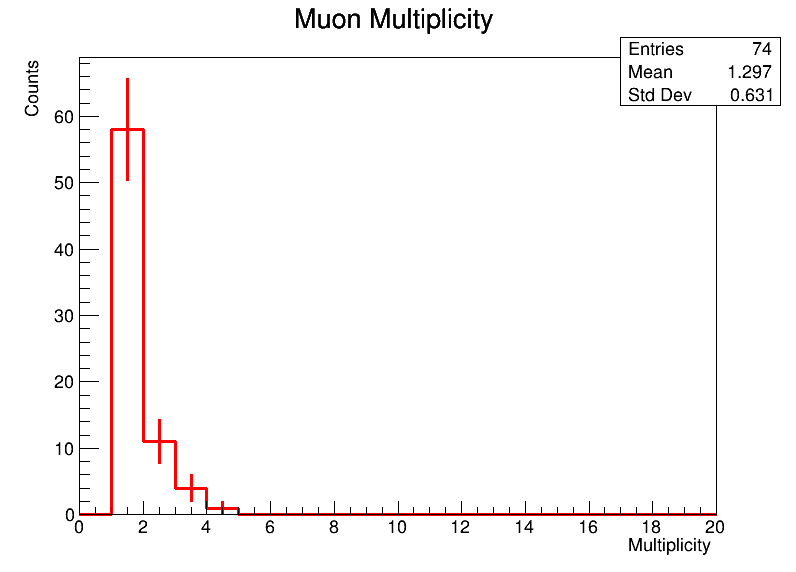 Muon Multiplicity
Entries 74
Mean 1.297
Std Dev 0.631
Counts
60
50
40
30
20
10
0
0 2 4 6 8 10 12 14 16 18 20
Multiplicity